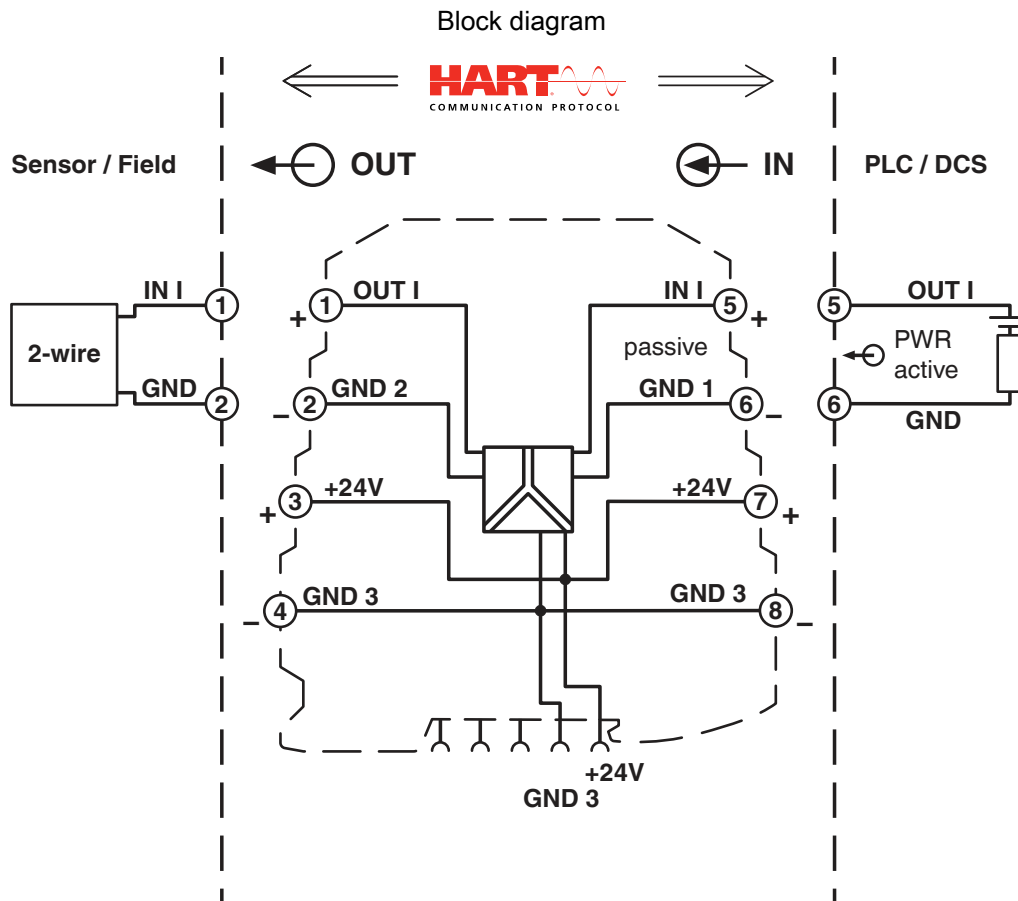 Block diagram
HART
COMMUNICATION PROTOCOL
Sensor / Field
OUT
IN
PLC / DCS
IN I
1
1
OUT I
IN I
5
5
OUT I
+
+
2-wire
passive
PWR
active
GND
2
2
GND 2
GND 1
6
6
GND
–
–
3
+24V
+24V
7
+
+
4
GND 3
GND 3
8
–
–
+24V
GND 3